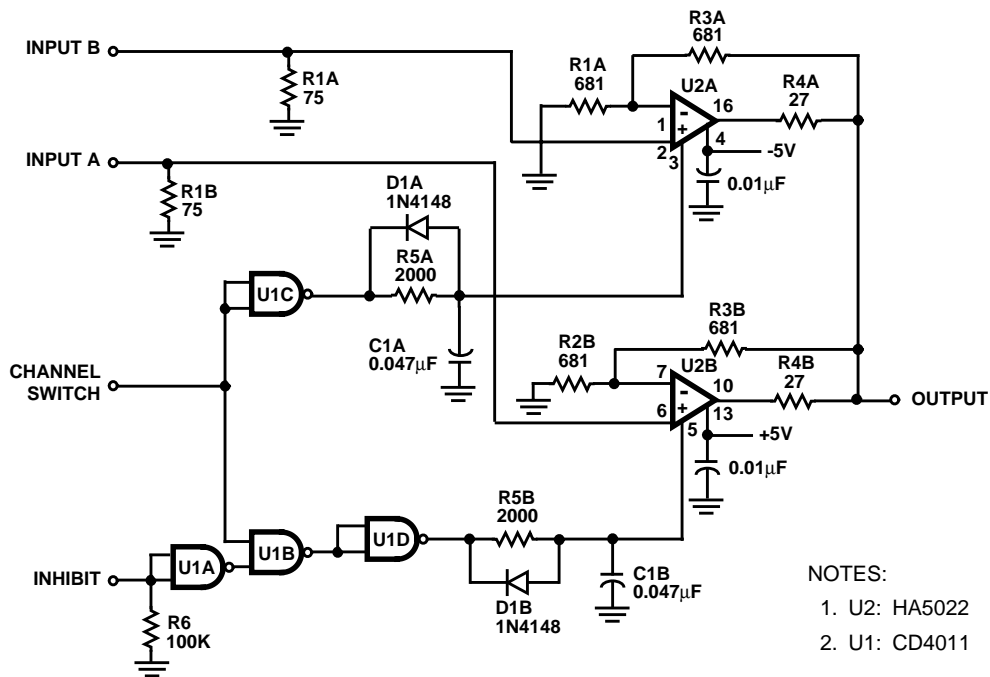 INPUT B
R1A
75
INPUT A
R1B
75
R3A
681
R1A
681
U2A
-
+
1
2
3
16
4
R4A
27
-5V
0.01μF
D1A
1N4148
R5A
2000
U1C
C1A
0.047μF
CHANNEL
SWITCH
R3B
681
R2B
681
U2B
-
+
7
6
5
10
13
R4B
27
OUTPUT
+5V
0.01μF
INHIBIT
U1A
U1B
U1D
R6
100K
R5B
2000
D1B
1N4148
C1B
0.047μF
NOTES:
1. U2: HA5022
2. U1: CD4011